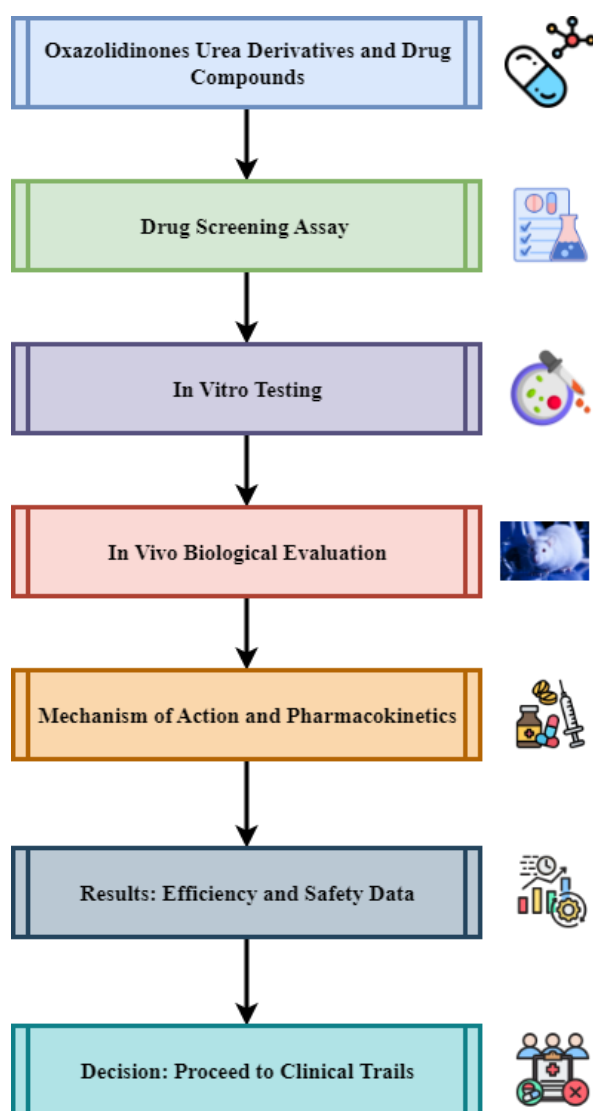 Oxazolidinones Urea Derivatives and Drug
Compounds
Drug Screening Assay
In Vitro Testing
In Vivo Biological Evaluation
Mechanism of Action and Pharmacokinetics
Results: Efficiency and Safety Data
Decision: Proceed to Clinical Trails